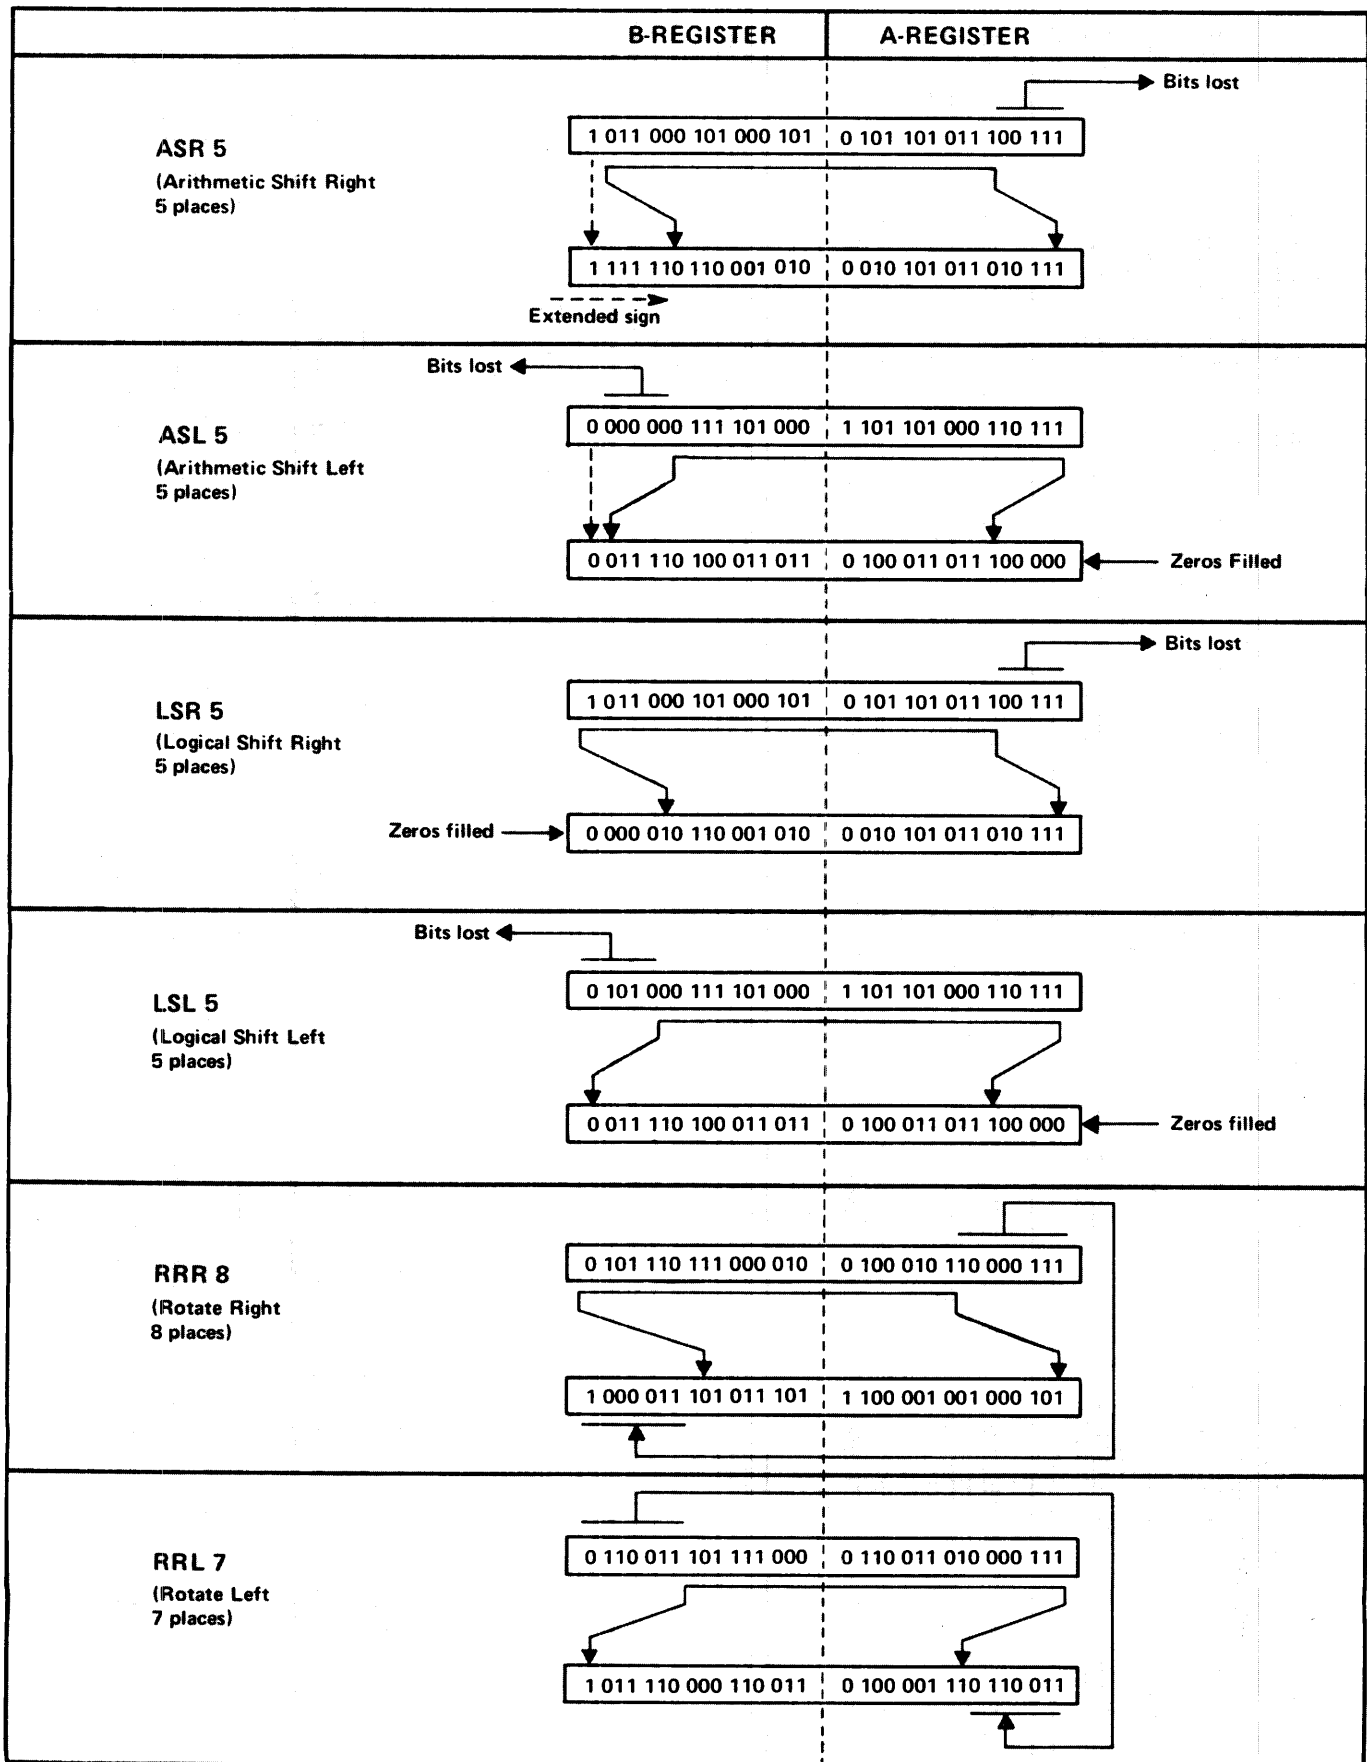 B-REGISTER A-REGISTER
Bits lost
1 011 000 101 000 101 0 101 101 011 100 111
ASR 5
(Arithmetic Shift Right
5 places)
1 111 110 110 001 010 0 010 101 011 010 111
Extended sign
Bits lost
0 000 000 111 101 000 1 101 101 000 110 111
ASL 5
(Arithmetic Shift Left
5 places)
0 011 110 100 011 011 0 100 011 011 100 000 Zeros Filled
Bits lost
1 011 000 101 000 101 0 101 101 011 100 111
LSR 5
(Logical Shift Right
5 places)
Zeros filled 0 000 010 110 001 010 0 010 101 011 010 111
Bits lost
0 101 000 111 101 000 1 101 101 000 110 111
LSL 5
(Logical Shift Left
5 places)
0 011 110 100 011 011 0 100 011 011 100 000 Zeros filled
0 101 110 111 000 010 0 100 010 110 000 111
RRR 8
(Rotate Right
8 places)
1 000 011 101 011 101 1 100 001 001 000 101
0 110 011 101 111 000 0 110 011 010 000 111
RRL 7
(Rotate Left
7 places)
1 011 110 000 110 011 0 100 001 110 110 011